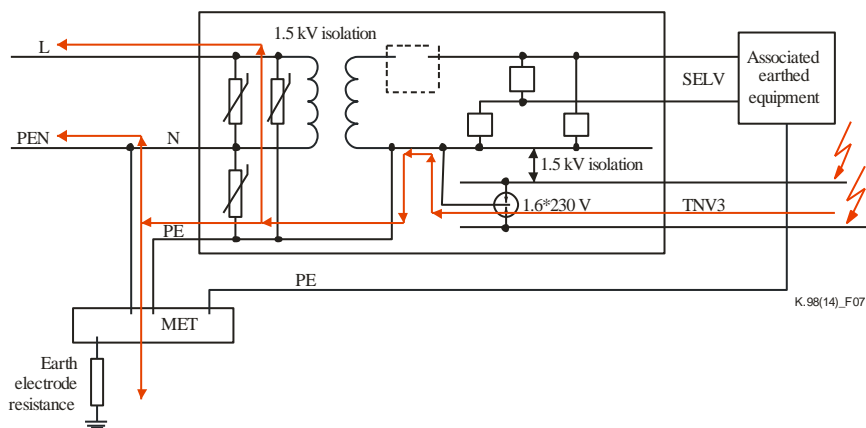 1.5 kV isolation
L
SELV
Associated
earthed
equipment
PEN
N
1.5 kV isolation
1.6*230 V
TNV3
PE
PE
K.98(14)_F07
MET
Earth
electrode
resistance